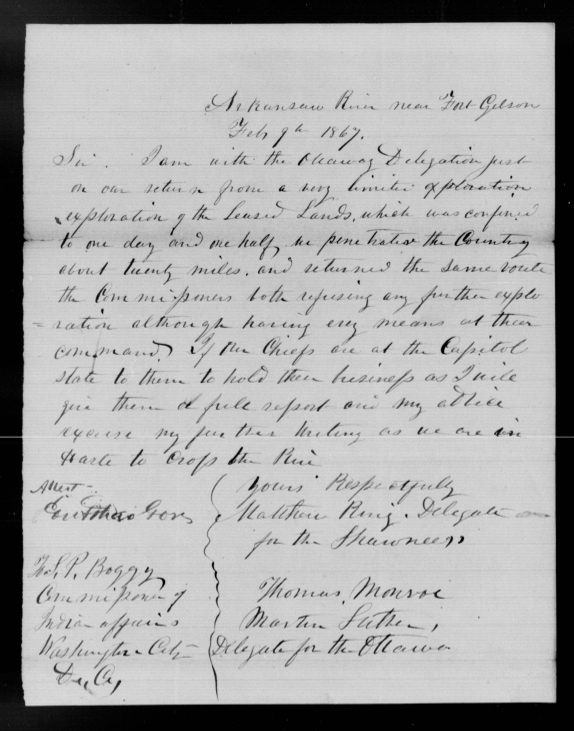 Arkansaw River near Fort Gibson
Feb 9th 1867.
Sir. I am with the Ottaway Delegation just
on our return from a very limited exploration
exploration of the Leased Lands, which was confined
to one day and one half, we penetrated the Country
about twenty miles. and returned the same route
the Commissioners both refusing any further explo
=ration although having every means at their
command. If our Chiefs are at the Capitol
state to them to hold their business as I will
give them a full report and my advice
excuse my further writing as we are in
haste to cross the River
Yours Respectfully
Matthew King. Delegate
for the Shawnees
Thomas Monroe
Martin Luther,
Delegate for the Ottawa
Attest
P. Boggy
Commissioner of
Indian affairs
Washington City